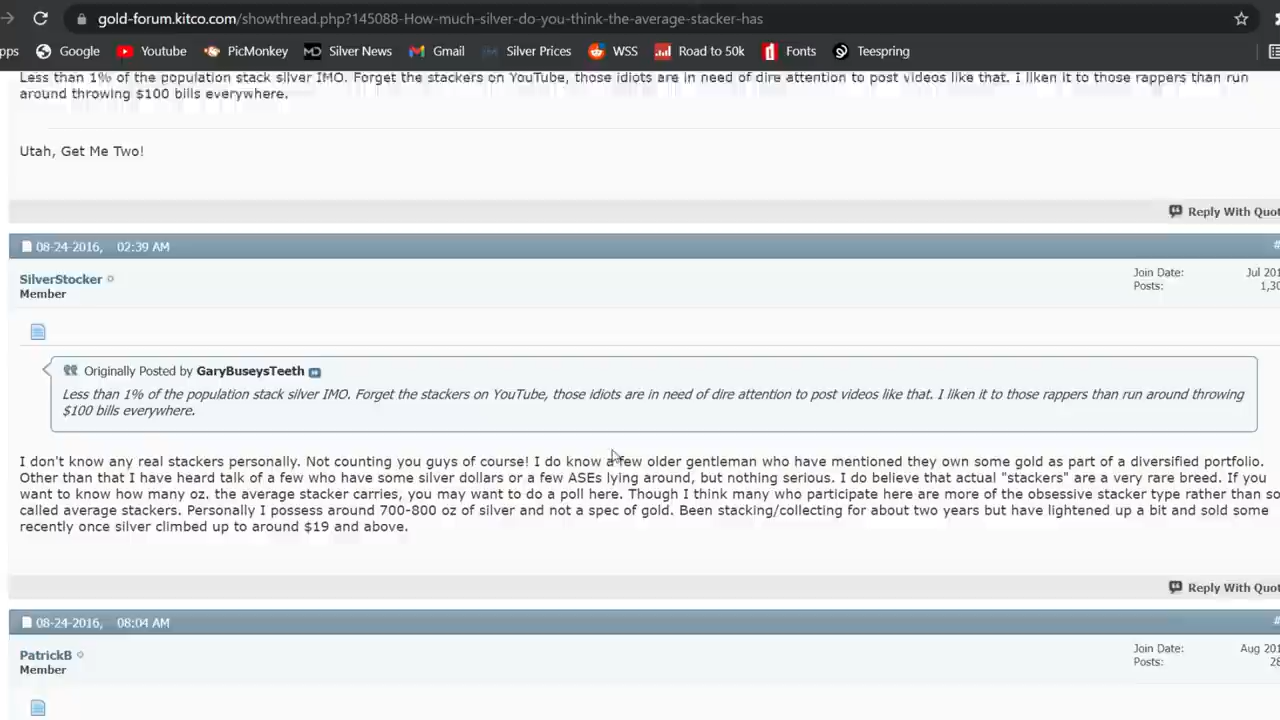 gold-forum.kitco.com/showthread.php?145088-How-much-silver-do-you-think-the-average-stacker-has
pps Google Youtube PicMonkey Silver News Gmail Silver Prices WSS Road to 50k Fonts Teespring
Less than 1% of the population stack silver IMO. Forget the stackers on YouTube, those idiots are in need of dire attention to post videos like that. I liken it to those rappers than run
around throwing $100 bills everywhere.
Utah, Get Me Two!
Reply With Quot
08-24-2016, 02:39 AM #
SilverStocker
Member
Join Date: Jul 201
Posts: 1,30
Originally Posted by GaryBuseysTeeth
Less than 1% of the population stack silver IMO. Forget the stackers on YouTube, those idiots are in need of dire attention to post videos like that. I liken it to those rappers than run around throwing
$100 bills everywhere.
I don't know any real stackers personally. Not counting you guys of course! I do know a few older gentleman who have mentioned they own some gold as part of a diversified portfolio.
Other than that I have heard talk of a few who have some silver dollars or a few ASEs lying around, but nothing serious. I do believe that actual "stackers" are a very rare breed. If you
want to know how many oz. the average stacker carries, you may want to do a poll here. Though I think many who participate here are more of the obsessive stacker type rather than so
called average stackers. Personally I possess around 700-800 oz of silver and not a spec of gold. Been stacking/collecting for about two years but have lightened up a bit and sold some
recently once silver climbed up to around $19 and above.
Reply With Quot
08-24-2016, 08:04 AM #
PatrickB
Member
Join Date: Aug 201
Posts: 28